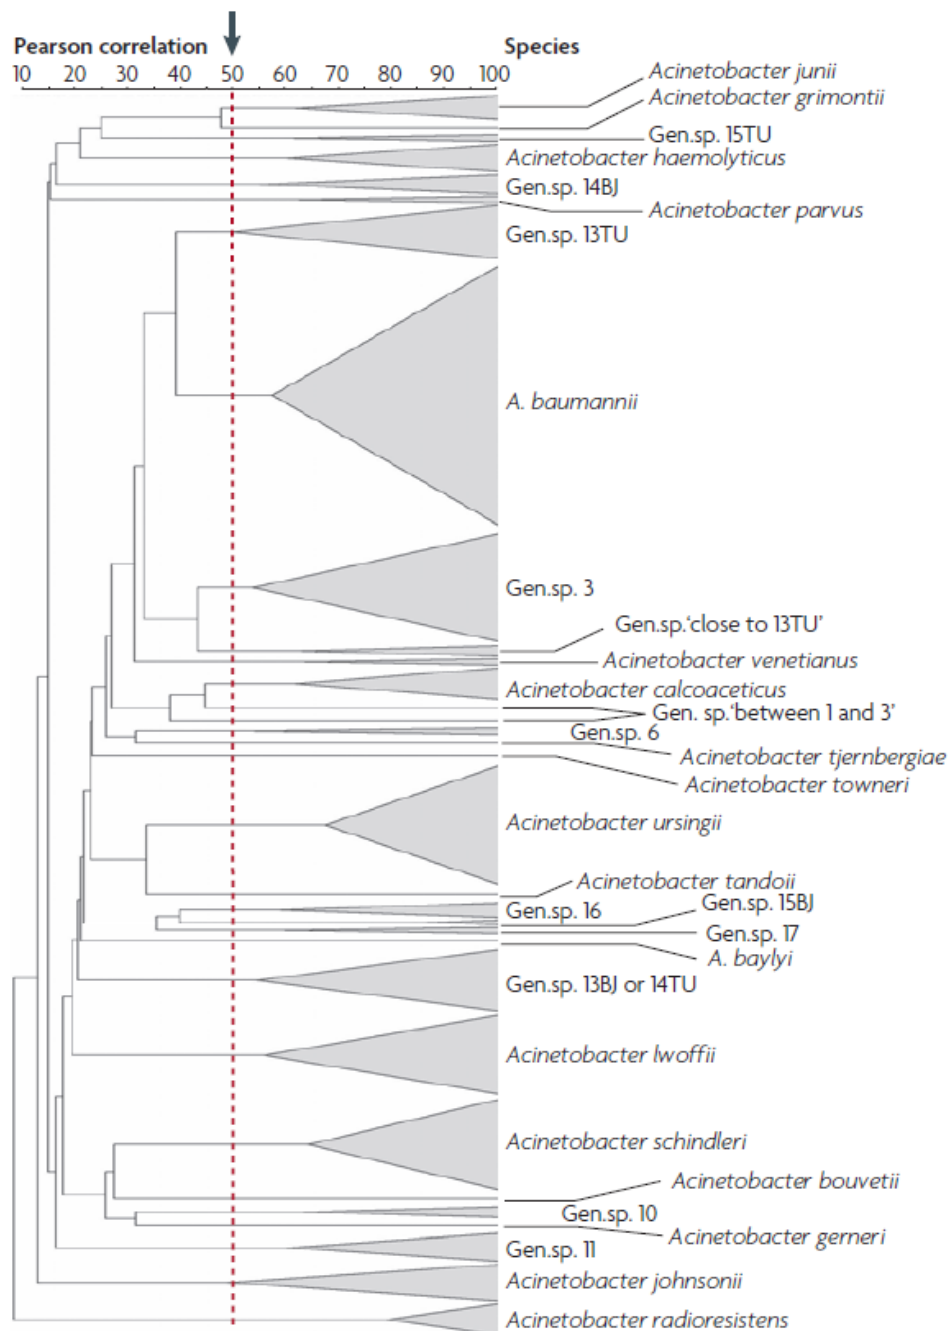 Pearson correlation
Species
10 20 30 40 50 60 70 80 90 100
Acinetobacter junii
Acinetobacter grimontii
Gen.sp. 15TU
Acinetobacter haemolyticus
Gen.sp. 14BJ
Acinetobacter parvus
Gen.sp. 13TU
A. baumannii
Gen.sp. 3
Gen.sp.‘close to 13TU’
Acinetobacter venetianus
Acinetobacter calcoaceticus
Gen. sp.‘between 1 and 3’
Gen.sp. 6
Acinetobacter tjernbergiae
Acinetobacter towneri
Acinetobacter ursingii
Acinetobacter tandoii
Gen.sp. 15BJ
Gen.sp. 16
Gen.sp. 17
A. baylyi
Gen.sp. 13BJ or 14TU
Acinetobacter lwoffii
Acinetobacter schindleri
Acinetobacter bouvetii
Gen.sp. 10
Acinetobacter gerneri
Gen.sp. 11
Acinetobacter johnsonii
Acinetobacter radioresistens